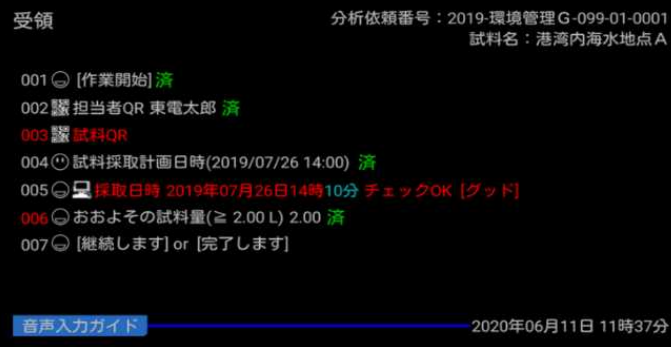 受領
分析依頼番号：2019-環境管理G-099-01-0001
試料名：港湾内海水地点A
001 [作業開始] 済
002 担当者QR 東電太郎 済
003 試料QR
004 試料採取計画日時(2019/07/26 14:00) 済
005 採取日時 2019年07月26日14時10分 チェックOK [グッド]
006 おおよその試料量(≧ 2.00 L) 2.00 済
007 [継続します] or [完了します]
音声入力ガイド
2020年06月11日 11時37分